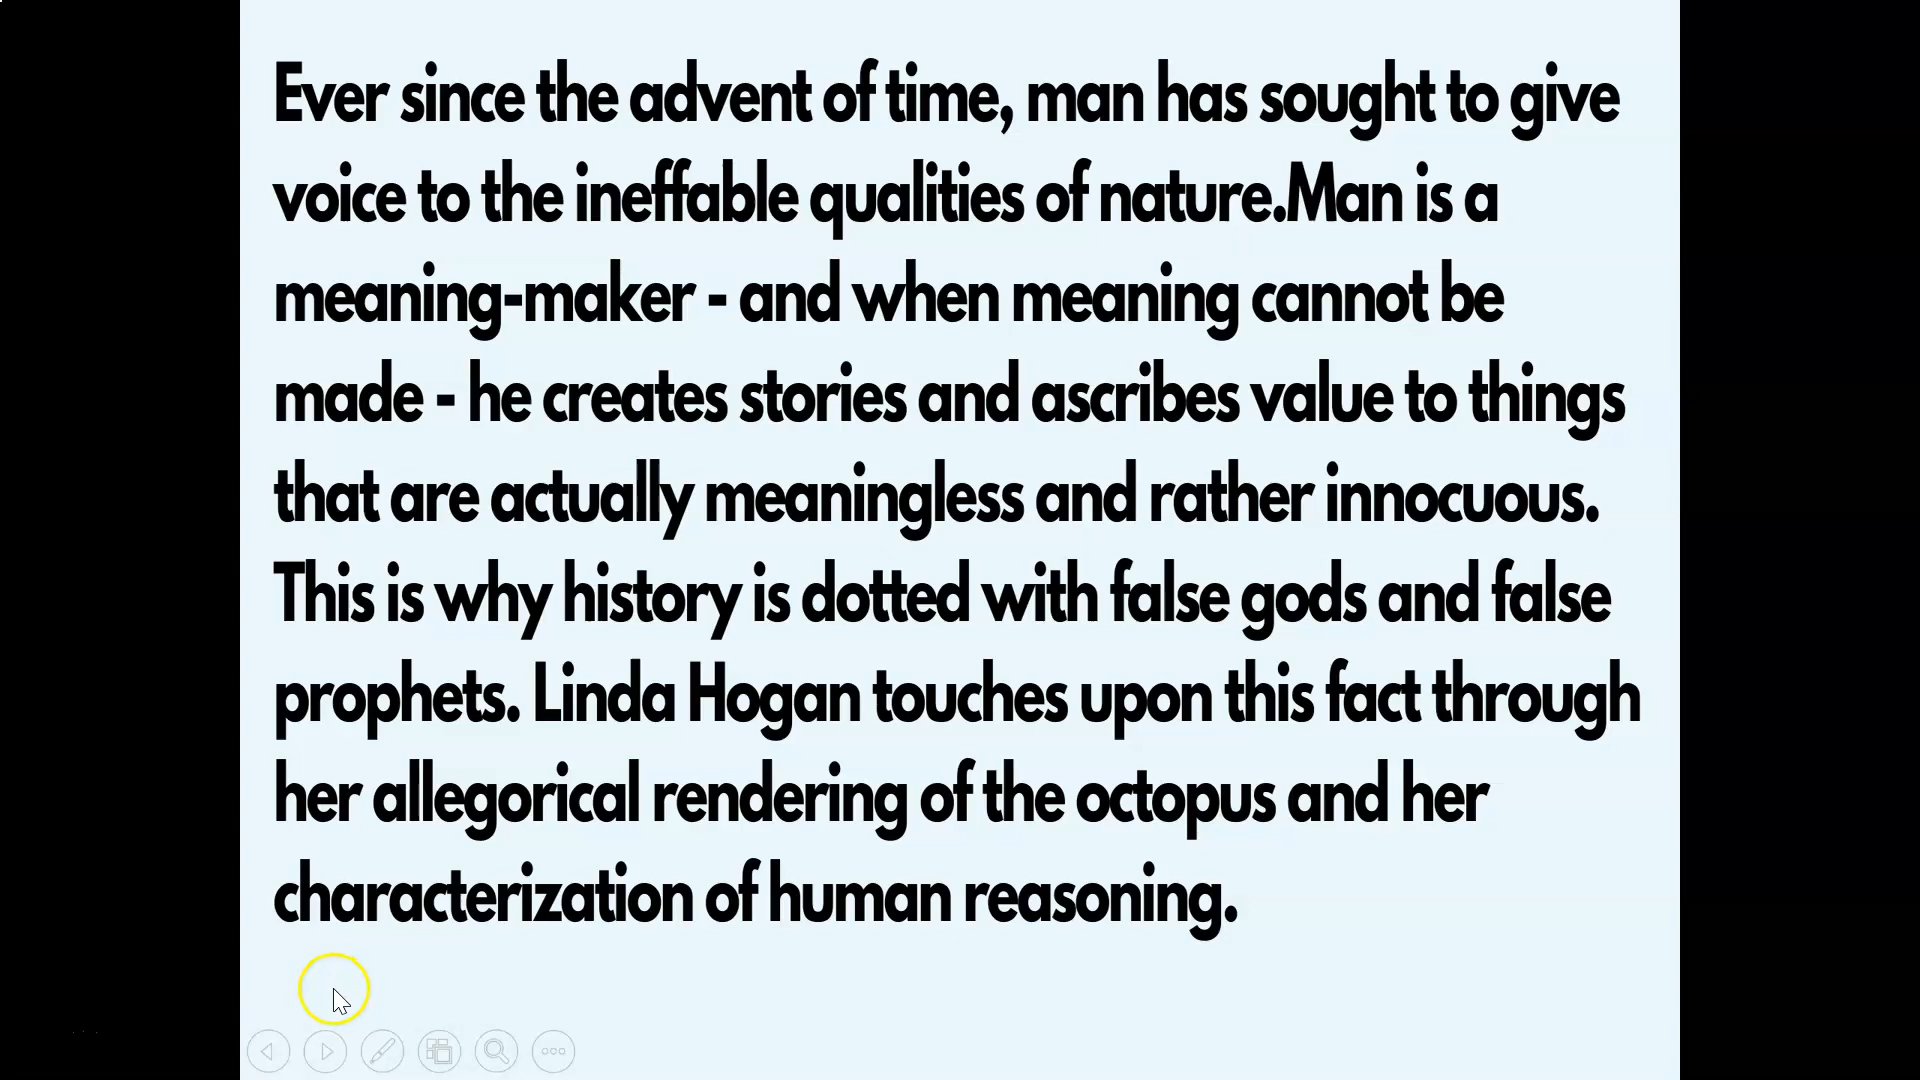 Ever since the advent of time, man has sought to give
voice to the ineffable qualities of nature.Man is a
meaning-maker - and when meaning cannot be
made - he creates stories and ascribes value to things
that are actually meaningless and rather innocuous.
This is why history is dotted with false gods and false
prophets. Linda Hogan touches upon this fact through
her allegorical rendering of the octopus and her
characterization of human reasoning.